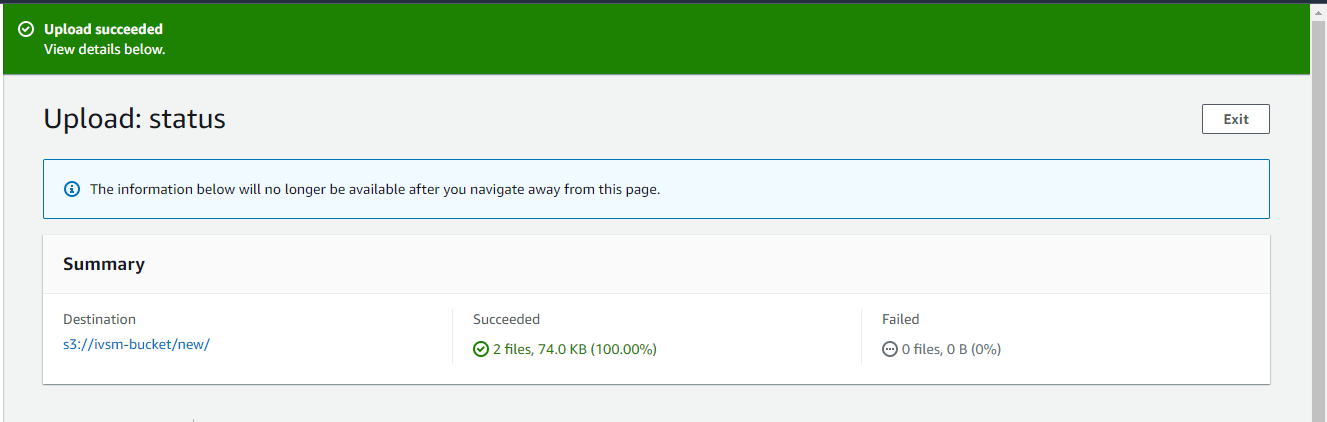 Upload succeeded
View details below.
Upload: status
Exit
The information below will no longer be available after you navigate away from this page.
Summary
Destination
s3://ivsm-bucket/new/
Succeeded
2 files, 74.0 KB (100.00%)
Failed
0 files, 0 B (0%)